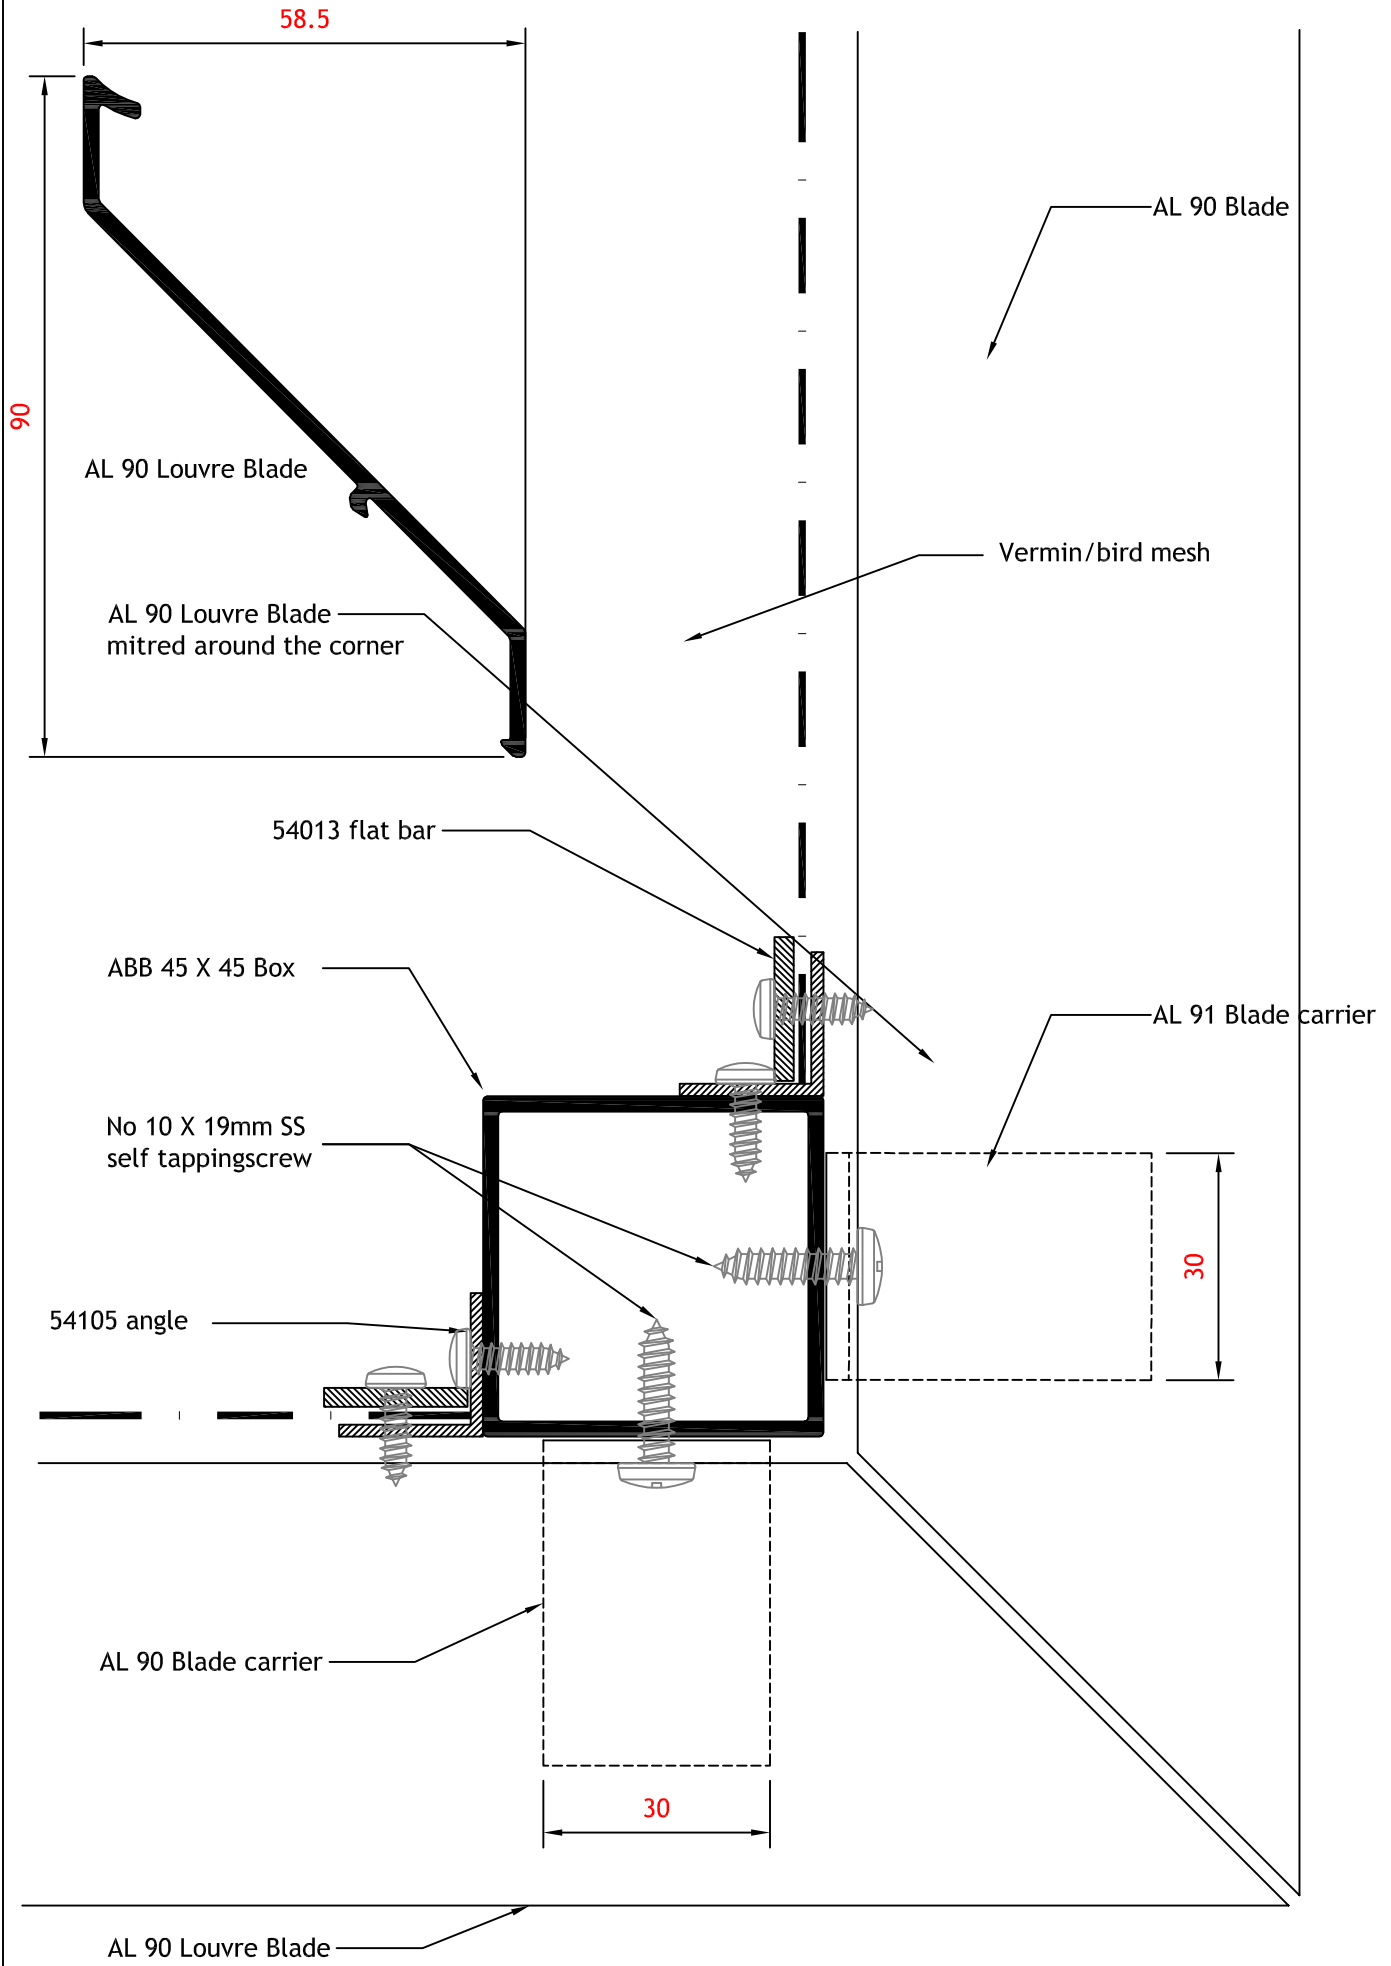 58.5
AL 90 Blade
90
AL 90 Louvre Blade
Vermin/bird mesh
AL 90 Louvre Blade
mitred around the corner
54013 flat bar
ABB 45 X 45 Box
AL 91 Blade carrier
No 10 X 19mm SS
self tappingscrew
30
54105 angle
AL 90 Blade carrier
30
AL 90 Louvre Blade